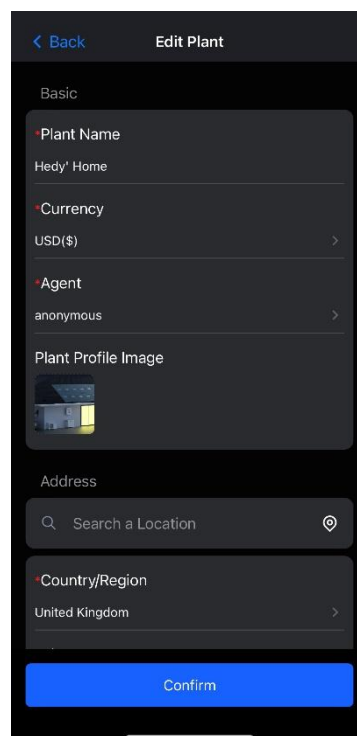 Back
Edit Plant
Basic
*Plant Name
Hedy' Home
*Currency
USD($)
*Agent
anonymous
Plant Profile Image
Address
Search a Location
*Country/Region
United Kingdom
Confirm